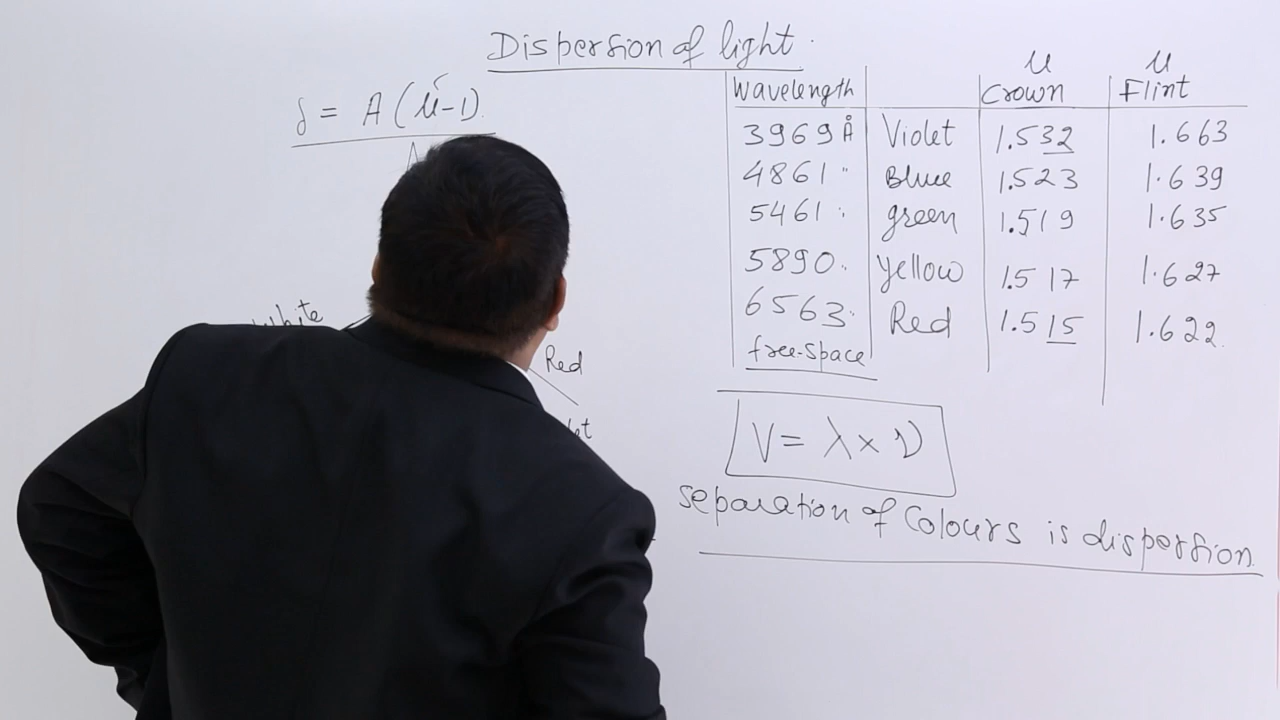 Dispersion of light.
δ = A (μ-1)
μ μ
Wavelength Crown Flint
3969 Å Violet 1.532 1.663
4861 " Blue 1.523 1.639
5461 " green 1.519 1.635
5890 " Yellow 1.517 1.627
6563 " Red 1.515 1.622
free-space
White
Red
V = λ × ν
separation of Colours is dispersion.